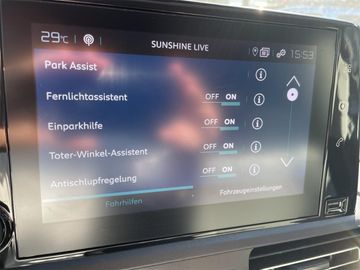 29°C SUNSHINE LIVE 15:53
Park Assist
Fernlichtassistent OFF ON
Einparkhilfe OFF ON
Toter-Winkel-Assistent OFF ON
Antischlupfregelung OFF ON
Fahrhilfen Fahrzeugeinstellungen